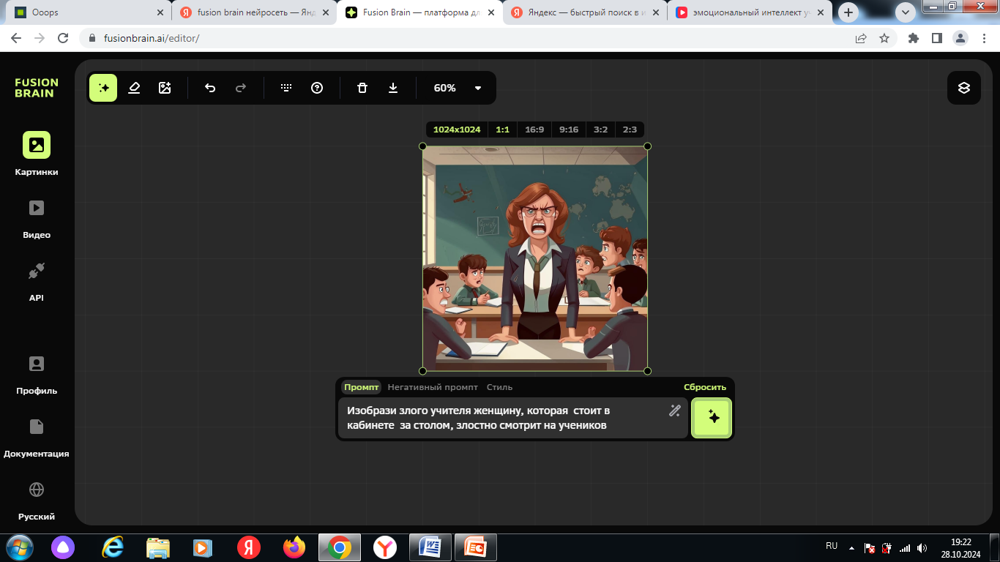 Ooops
fusion brain нейросеть — Янд
Fusion Brain — платформа дл
Яндекс — быстрый поиск в и
эмоциональный интеллект уч
fusionbrain.ai/editor/
FUSION
BRAIN
60%
1024x1024 1:1 16:9 9:16 3:2 2:3
Картинки
Видео
API
Профиль
Документация
Русский
Промпт Негативный промпт Стиль Сбросить
Изобрази злого учителя женщину, которая  стоит в
кабинете  за столом, злостно смотрит на учеников
RU
19:22
28.10.2024